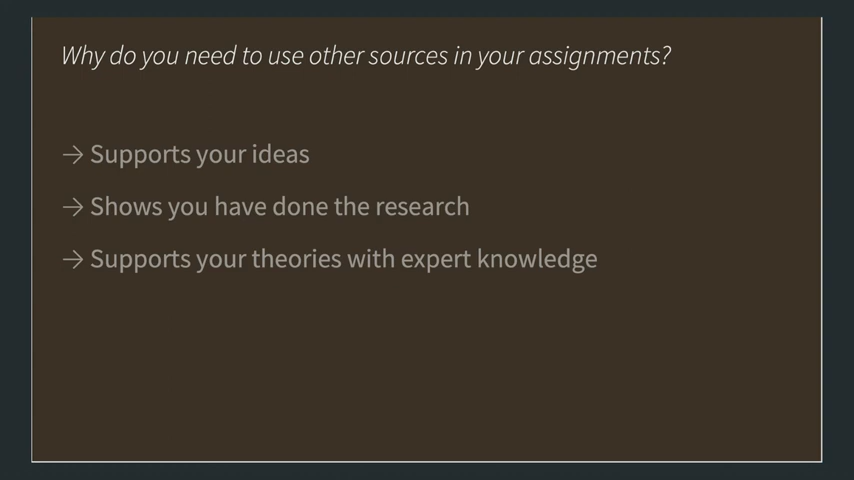 Why do you need to use other sources in your assignments?
→ Supports your ideas
→ Shows you have done the research
→ Supports your theories with expert knowledge